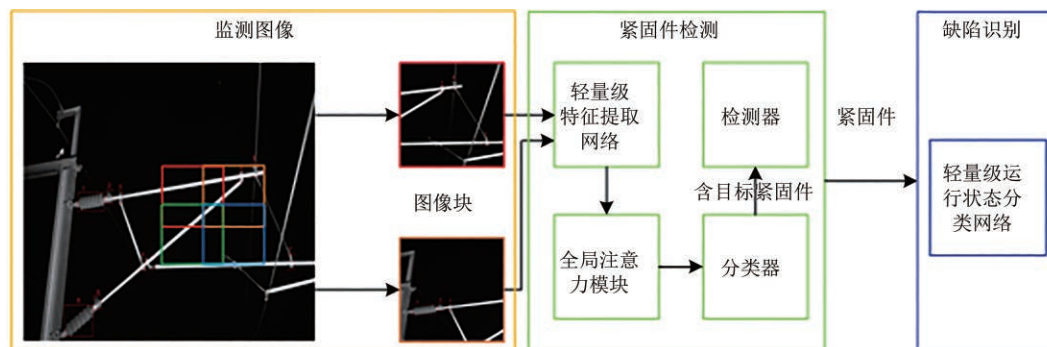 监测图像
图像块
紧固件检测
轻量级
特征提取
网络
全局注意
力模块
分类器
含目标紧固件
检测器
紧固件
缺陷识别
轻量级运
行状态分
类网络